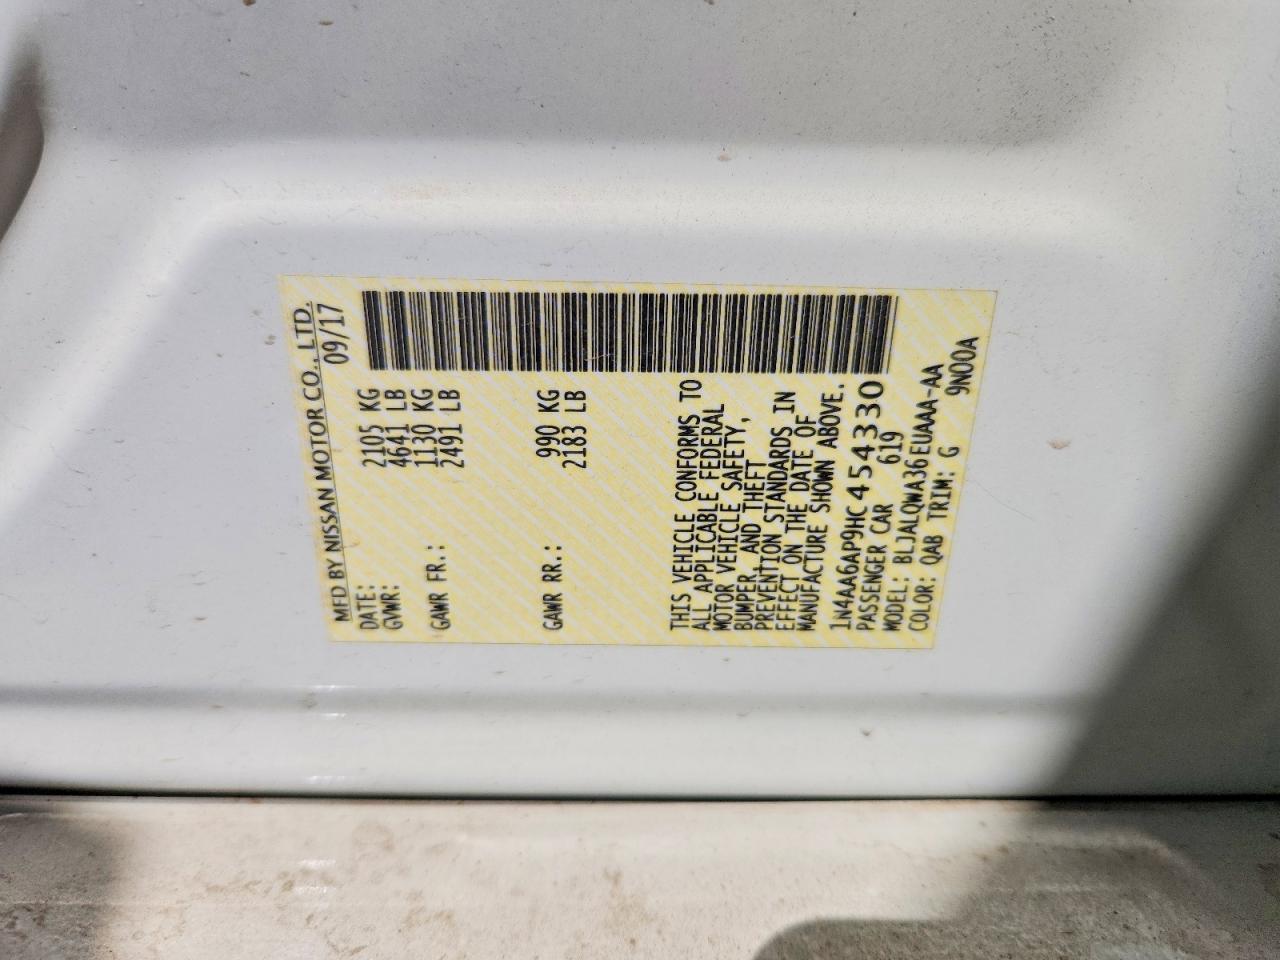 MFD BY NISSAN MOTOR CO., LTD.
DATE: 09/17
GVWR: 2105 KG
4641 LB
GAWR FR.: 1130 KG
2491 LB
GAWR RR.: 990 KG
2183 LB
THIS VEHICLE CONFORMS TO
ALL APPLICABLE FEDERAL
MOTOR VEHICLE SAFETY,
BUMPER, AND THEFT
PREVENTION STANDARDS IN
EFFECT ON THE DATE OF
MANUFACTURE SHOWN ABOVE.
1N4AA6AP9HC454330
PASSENGER CAR 619
MODEL: BLJALQWA36EUAAA-AA
COLOR: QAB TRIM: G 9N00A